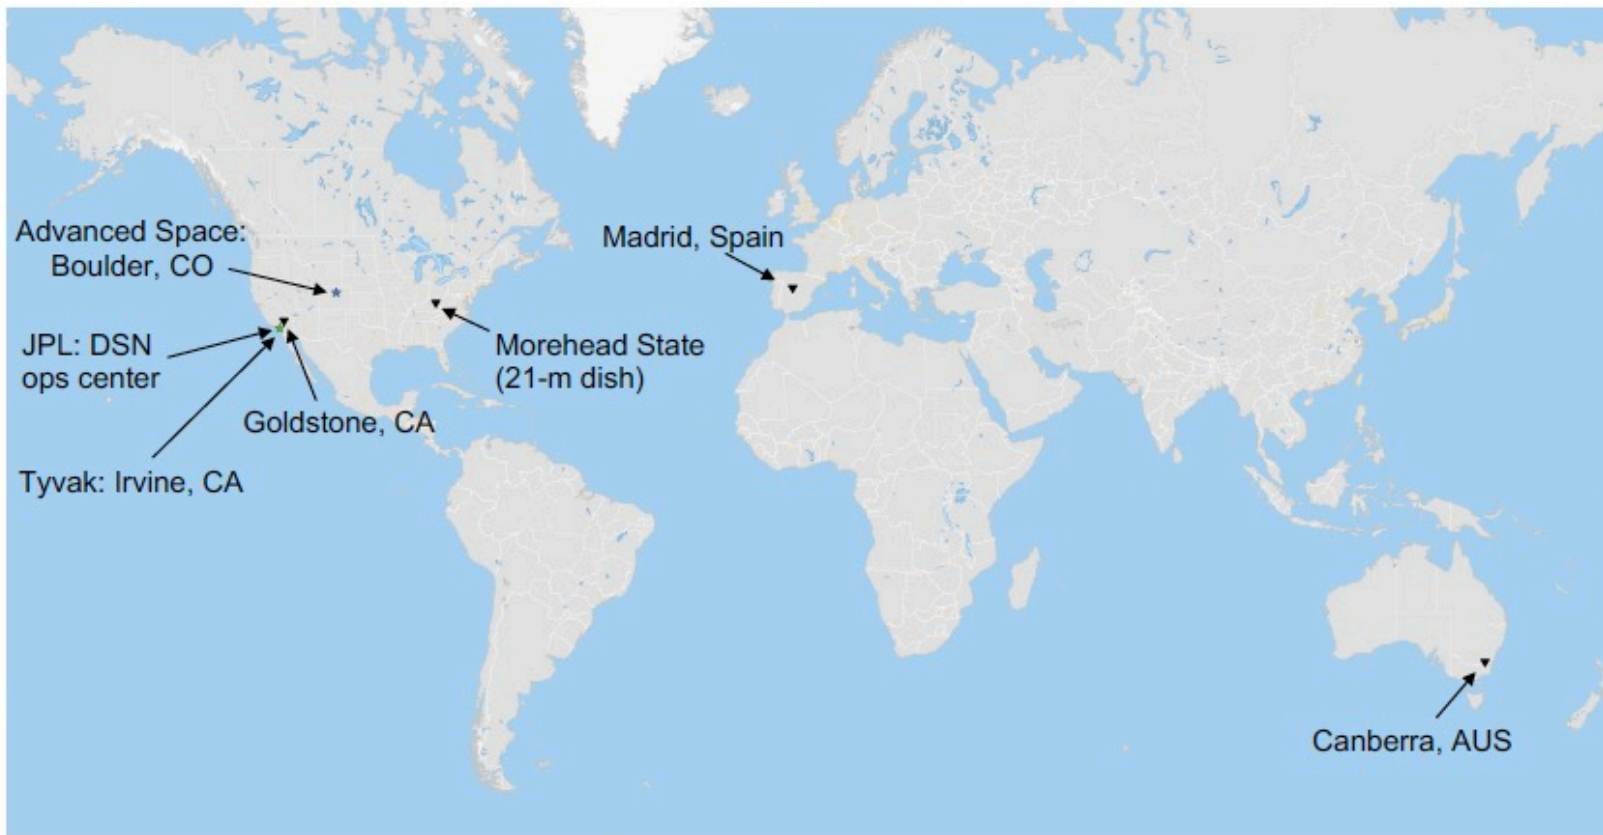 Advanced Space:
Boulder, CO
JPL: DSN
ops center
Tyvak: Irvine, CA
Goldstone, CA
Morehead State
(21-m dish)
Madrid, Spain
Canberra, AUS